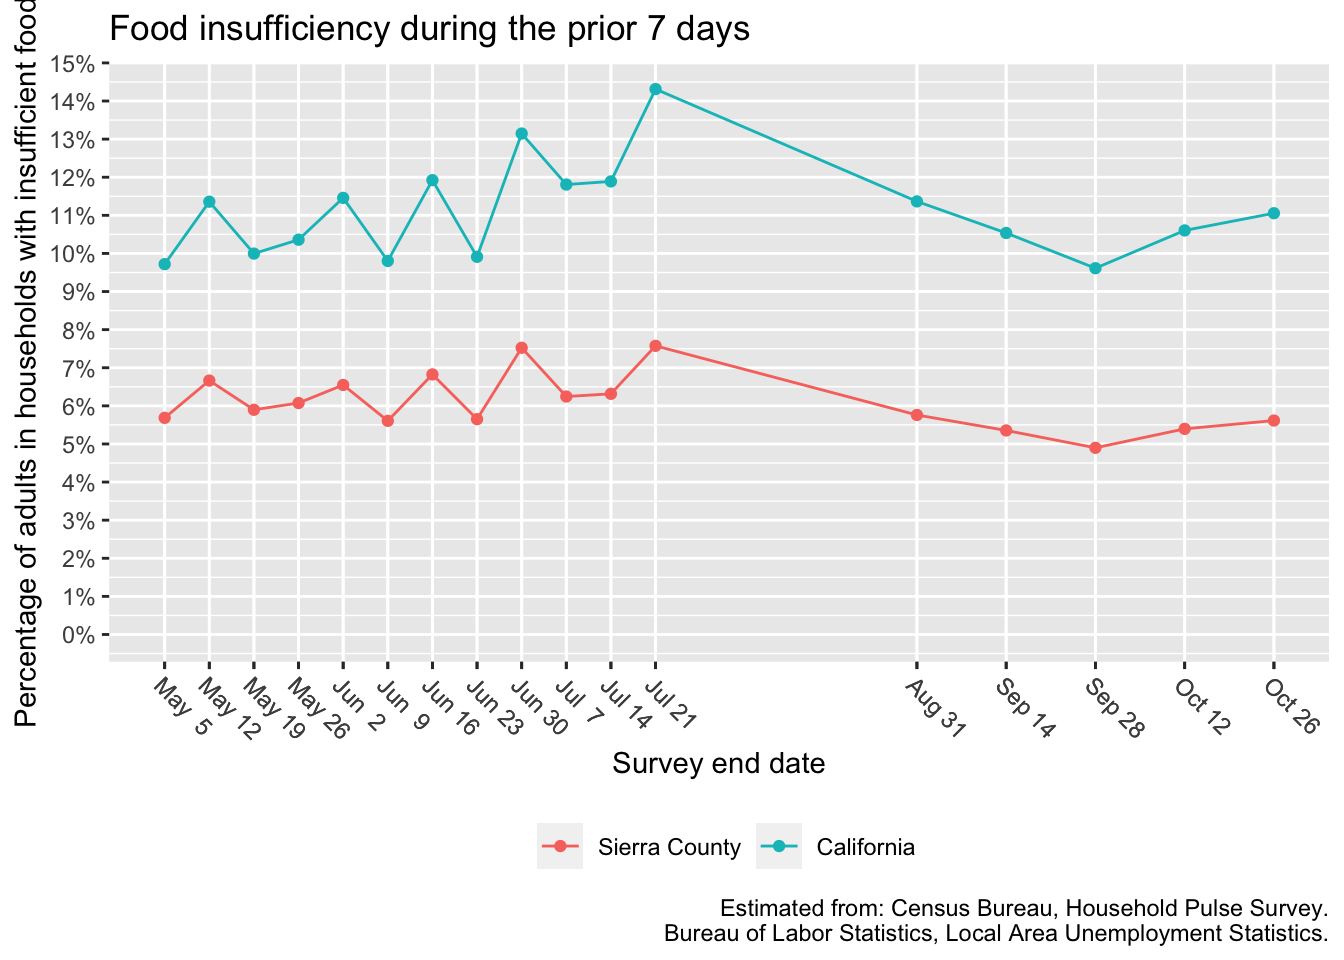 Food insufficiency during the prior 7 days
Percentage of adults in households with insufficient food
15%
14%
13%
12%
11%
10%
9%
8%
7%
6%
5%
4%
3%
2%
1%
0%
May 5
May 12
May 19
May 26
Jun 2
Jun 9
Jun 16
Jun 23
Jun 30
Jul 7
Jul 14
Jul 21
Aug 31
Sep 14
Sep 28
Oct 12
Oct 26
Survey end date
Sierra County
California
Estimated from: Census Bureau, Household Pulse Survey.
Bureau of Labor Statistics, Local Area Unemployment Statistics.